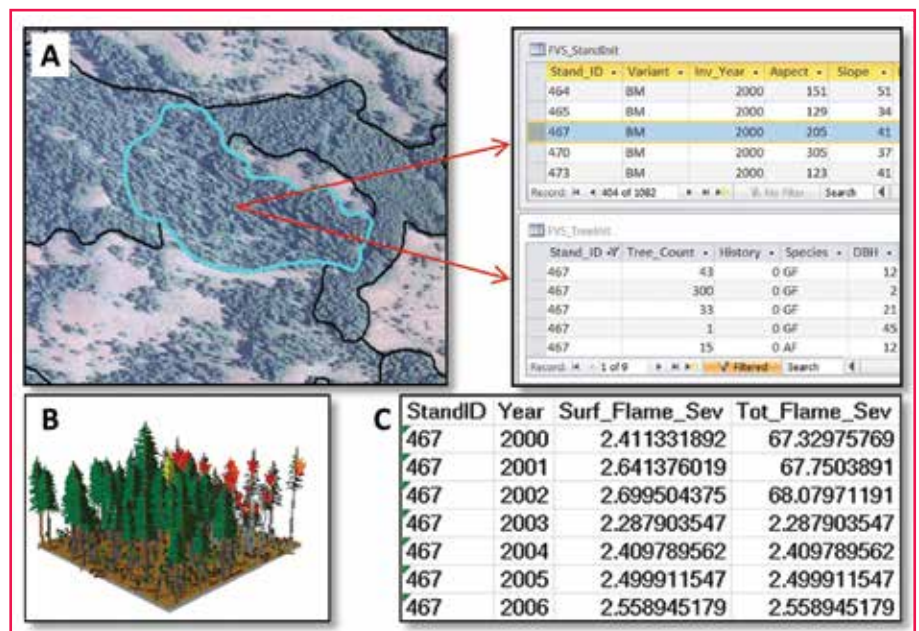 A
FVS_StandInit
Stand_ID Variant Inv_Year Aspect Slope
464 BM 2000 151 51
465 BM 2000 129 34
467 BM 2000 205 41
470 BM 2000 305 37
473 BM 2000 123 41
Record: 404 of 1082 No Filter Search
FVS_TreeInit
Stand_ID Tree_Count History Species DBH
467 43 0 GF 12
467 300 0 GF 2
467 33 0 GF 21
467 1 0 GF 45
467 15 0 AF 12
Record: 1 of 9 Filtered Search
B
C
StandID Year Surf_Flame_Sev Tot_Flame_Sev
467 2000 2.411331892 67.32975769
467 2001 2.641376019 67.7503891
467 2002 2.699504375 68.07971191
467 2003 2.287903547 2.287903547
467 2004 2.409789562 2.409789562
467 2005 2.499911547 2.499911547
467 2006 2.558945179 2.558945179